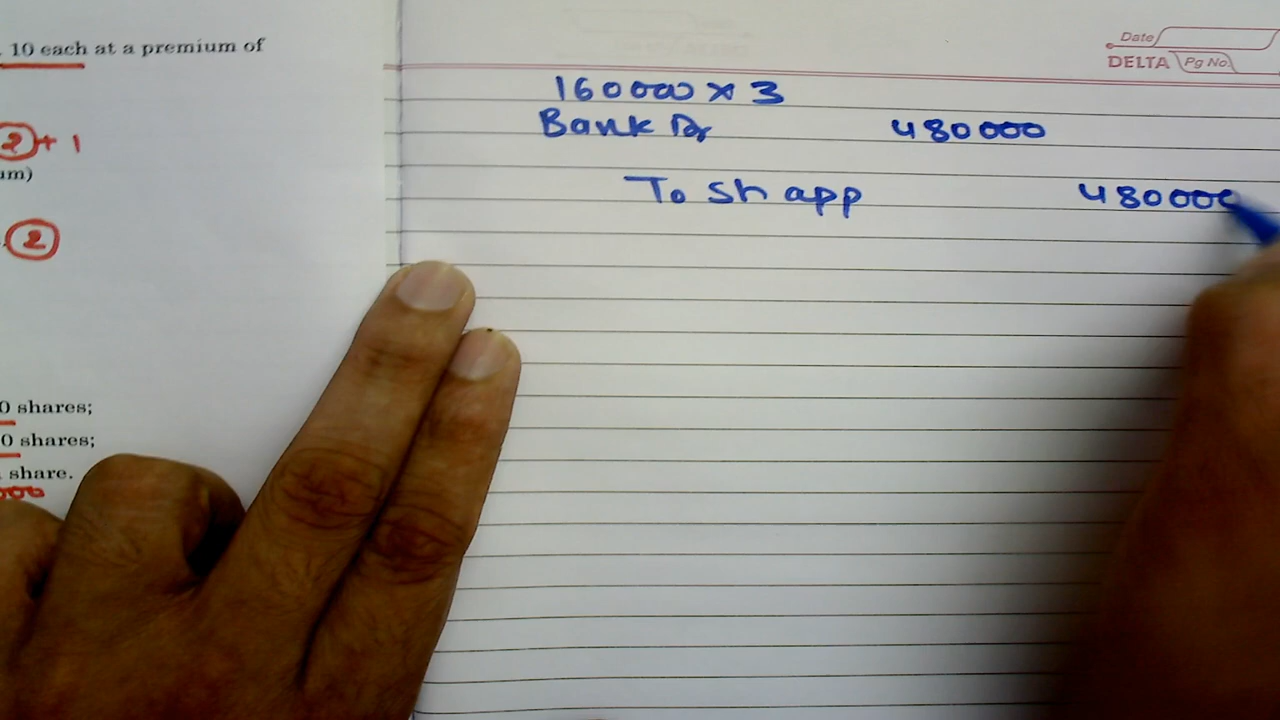 10 each at a premium of
2 + 1
um)
2
0 shares;
0 shares;
share.
Date
DELTA Pg No.
160000 x 3
Bank Dr 480000
To sh app 480000